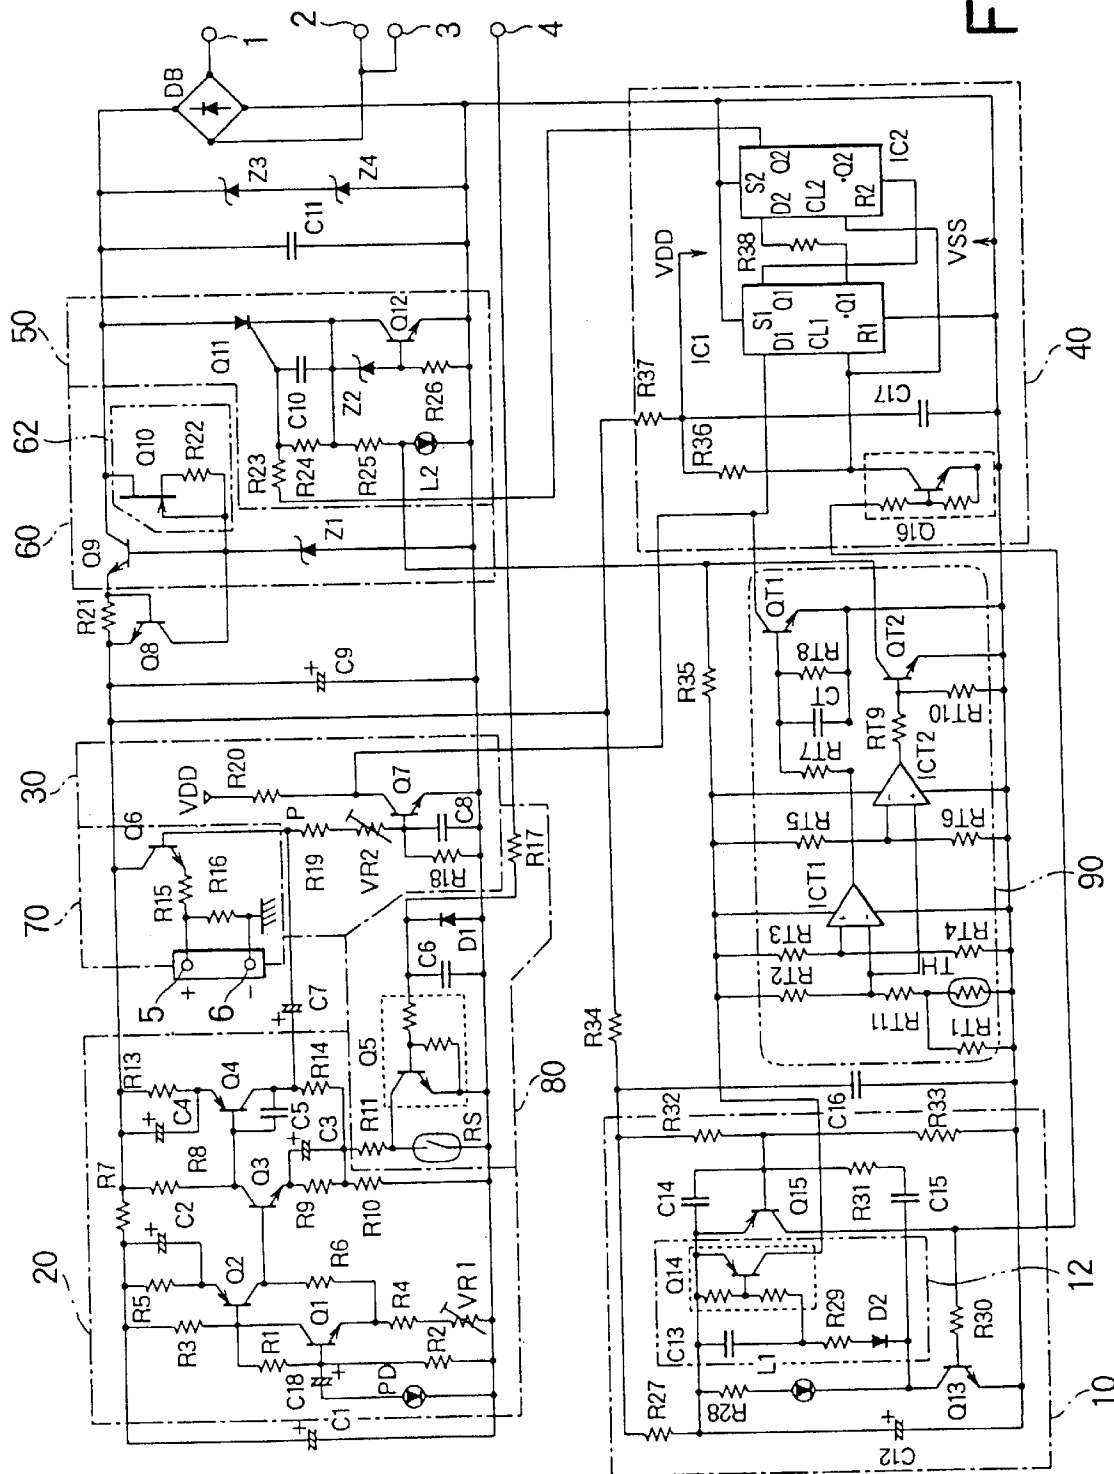 20
R5
R3
R1
C18
C1
PD
Q2
C2
R7
Q1
R6
R4
R2
VR1
R8
Q3
R9
R10
C4
R13
Q4
C5
C3
R14
R11
RS
Q5
80
C7
C6
D1
R17
70
30
5
+
6
-
R15
R16
Q6
VDD
R20
R19
P
VR2
R18
Q7
C8
C9
Q8
R21
Q9
60
62
50
Q10
R22
Z1
Q11
R23
R24
R25
L2
C10
Z2
R26
Q12
C11
Z3
Z4
DB
1
2
3
4
F
10
R27
R28
C12
L1
C13
Q14
R29
D2
12
Q13
R30
C14
Q15
R31
C15
R32
R33
C16
R34
R35
90
RT2
RT3
RT11
RT1
TH
RT4
ICT1
RT5
RT6
RT7
CT
RT8
QT1
ICT2
RT9
RT10
QT2
40
Q16
R36
R37
C17
VDD
VSS
IC1
S1
D1 Q1
CL1
·Q1
R1
R38
IC2
S2
D2 Q2
CL2
·Q2
R2